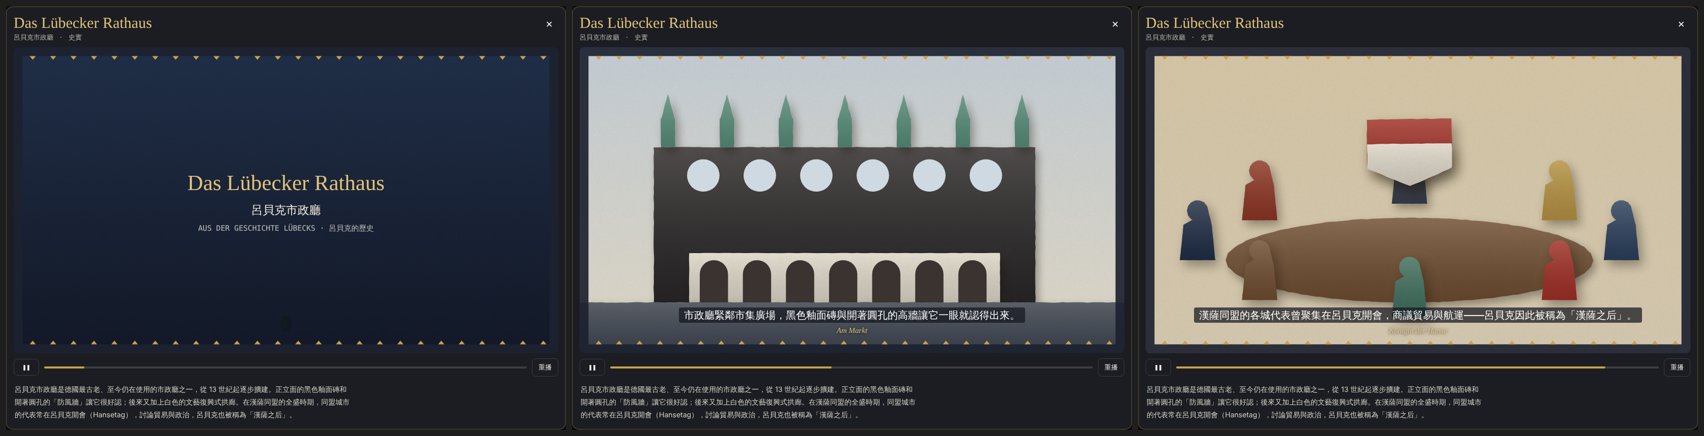 Das Lübecker Rathaus
呂貝克市政廳 · 史實
Das Lübecker Rathaus
呂貝克市政廳
AUS DER GESCHICHTE LÜBECKS · 呂貝克的歷史
重播
呂貝克市政廳是德國最古老、至今仍在使用的市政廳之一，從 13 世紀起逐步擴建。正立面的黑色釉面磚和
開著圓孔的「防風牆」讓它很好認；後來又加上白色的文藝復興式拱廊。在漢薩同盟的全盛時期，同盟城市
的代表常在呂貝克開會（Hansetag），討論貿易與政治，呂貝克也被稱為「漢薩之后」。
Das Lübecker Rathaus
呂貝克市政廳 · 史實
市政廳緊鄰市集廣場，黑色釉面磚與開著圓孔的高牆讓它一眼就認得出來。
Am Markt
重播
呂貝克市政廳是德國最古老、至今仍在使用的市政廳之一，從 13 世紀起逐步擴建。正立面的黑色釉面磚和
開著圓孔的「防風牆」讓它很好認；後來又加上白色的文藝復興式拱廊。在漢薩同盟的全盛時期，同盟城市
的代表常在呂貝克開會（Hansetag），討論貿易與政治，呂貝克也被稱為「漢薩之后」。
Das Lübecker Rathaus
呂貝克市政廳 · 史實
漢薩同盟的各城代表曾聚集在呂貝克開會，商議貿易與航運——呂貝克因此被稱為「漢薩之后」。
重播
呂貝克市政廳是德國最古老、至今仍在使用的市政廳之一，從 13 世紀起逐步擴建。正立面的黑色釉面磚和
開著圓孔的「防風牆」讓它很好認；後來又加上白色的文藝復興式拱廊。在漢薩同盟的全盛時期，同盟城市
的代表常在呂貝克開會（Hansetag），討論貿易與政治，呂貝克也被稱為「漢薩之后」。